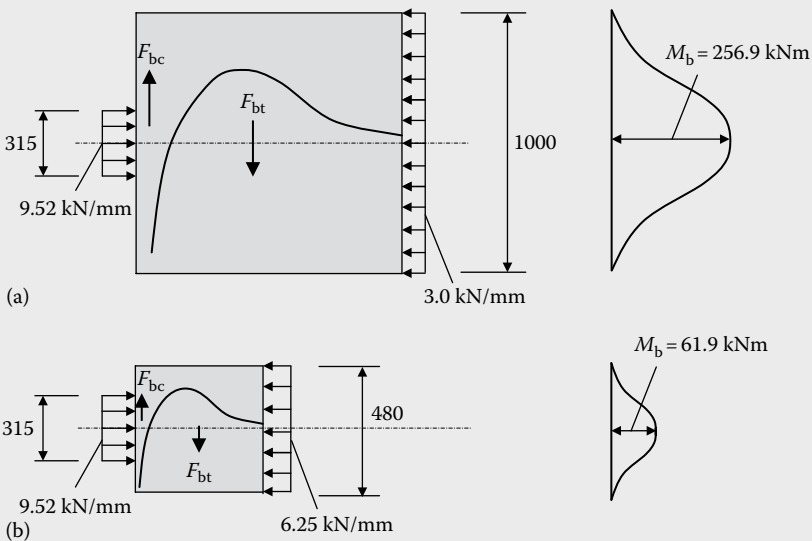 F_bc
F_bt
315
9.52 kN/mm
1000
3.0 kN/mm
M_b = 256.9 kNm
(a)
F_bc
F_bt
315
9.52 kN/mm
480
6.25 kN/mm
M_b = 61.9 kNm
(b)